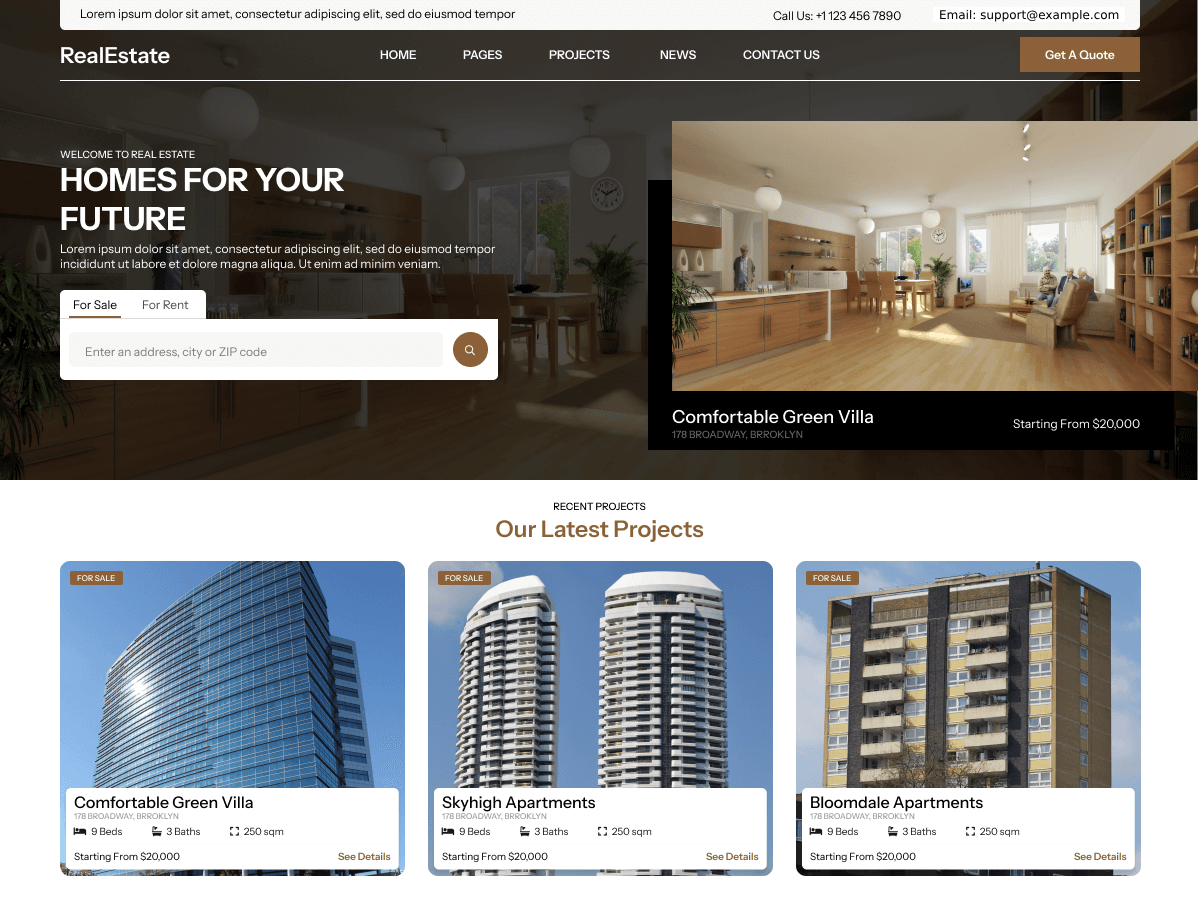 Lorem ipsum dolor sit amet, consectetur adipiscing elit, sed do eiusmod tempor
Call Us: +1 123 456 7890
Email: support@example.com
RealEstate
HOME
PAGES
PROJECTS
NEWS
CONTACT US
Get A Quote
WELCOME TO REAL ESTATE
HOMES FOR YOUR
FUTURE
Lorem ipsum dolor sit amet, consectetur adipiscing elit, sed do eiusmod tempor
incididunt ut labore et dolore magna aliqua. Ut enim ad minim veniam.
For Sale
For Rent
Enter an address, city or ZIP code
Comfortable Green Villa
178 BROADWAY, BRROKLYN
Starting From $20,000
RECENT PROJECTS
Our Latest Projects
FOR SALE
Comfortable Green Villa
178 BROADWAY, BRROKLYN
9 Beds
3 Baths
250 sqm
Starting From $20,000
See Details
FOR SALE
Skyhigh Apartments
178 BROADWAY, BRROKLYN
9 Beds
3 Baths
250 sqm
Starting From $20,000
See Details
FOR SALE
Bloomdale Apartments
178 BROADWAY, BRROKLYN
9 Beds
3 Baths
250 sqm
Starting From $20,000
See Details